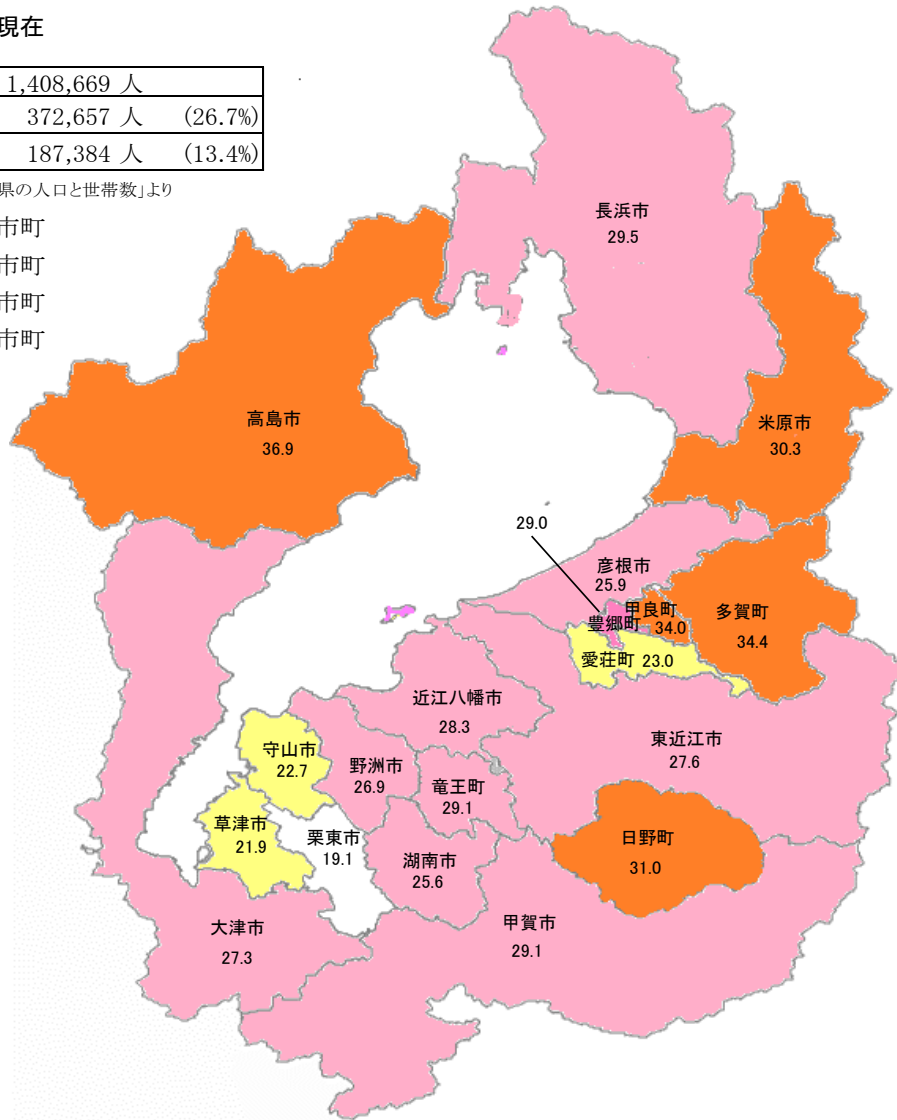 現在
1,408,669 人
372,657 人 (26.7%)
187,384 人 (13.4%)
県の人口と世帯数」より
市町
市町
市町
市町
長浜市
29.5
高島市
36.9
米原市
30.3
29.0
彦根市
25.9
甲良町
34.0
豊郷町
多賀町
34.4
愛荘町 23.0
近江八幡市
28.3
東近江市
27.6
守山市
22.7
野洲市
26.9
竜王町
29.1
草津市
21.9
栗東市
19.1
湖南市
25.6
日野町
31.0
大津市
27.3
甲賀市
29.1